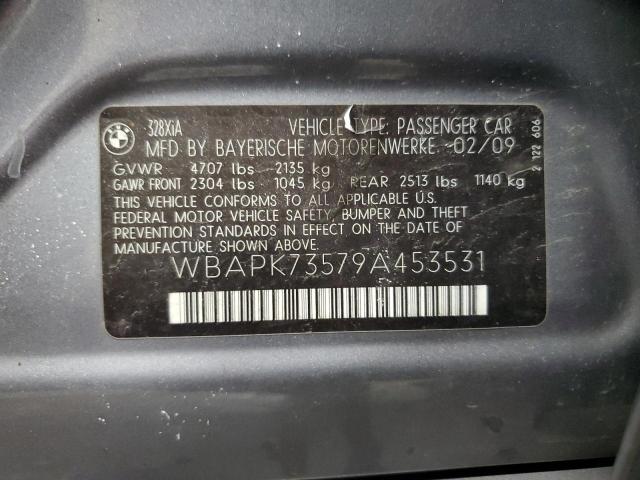 BMW
328XiA VEHICLE TYPE: PASSENGER CAR
MFD BY BAYERISCHE MOTORENWERKE 02/09
GVWR 4707 lbs 2135 kg
GAWR FRONT 2304 lbs 1045 kg REAR 2513 lbs 1140 kg
THIS VEHICLE CONFORMS TO ALL APPLICABLE U.S.
FEDERAL MOTOR VEHICLE SAFETY, BUMPER AND THEFT
PREVENTION STANDARDS IN EFFECT ON THE DATE OF
MANUFACTURE SHOWN ABOVE.
WBAPK73579A453531
2 122 606